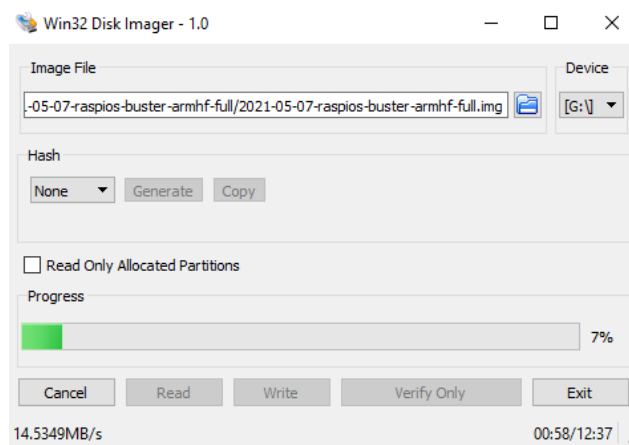 Win32 Disk Imager - 1.0
Image File
Device
.-05-07-raspios-buster-armhf-full/2021-05-07-raspios-buster-armhf-full.img
[G:\]
Hash
None
Generate
Copy
Read Only Allocated Partitions
Progress
7%
Cancel
Read
Write
Verify Only
Exit
14.5349MB/s
00:58/12:37